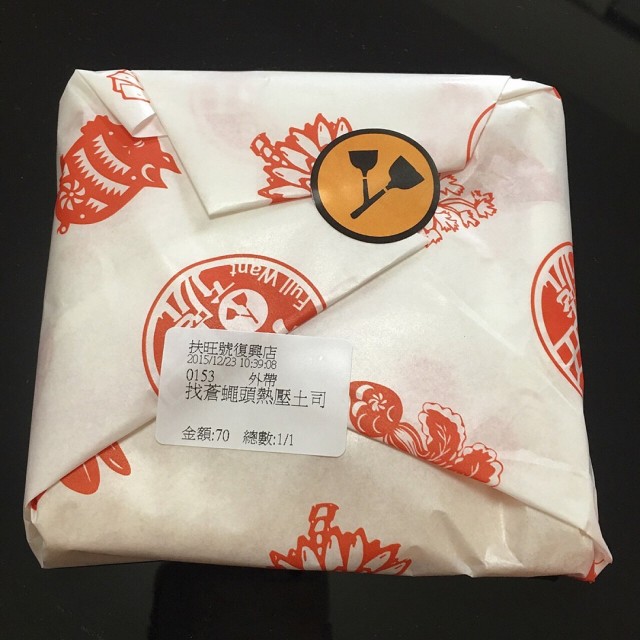 Full Want
扶旺號復興店
2015/12/23 10:39:08
0153 外帶
找蒼蠅頭熱壓土司
金額:70 總數:1/1